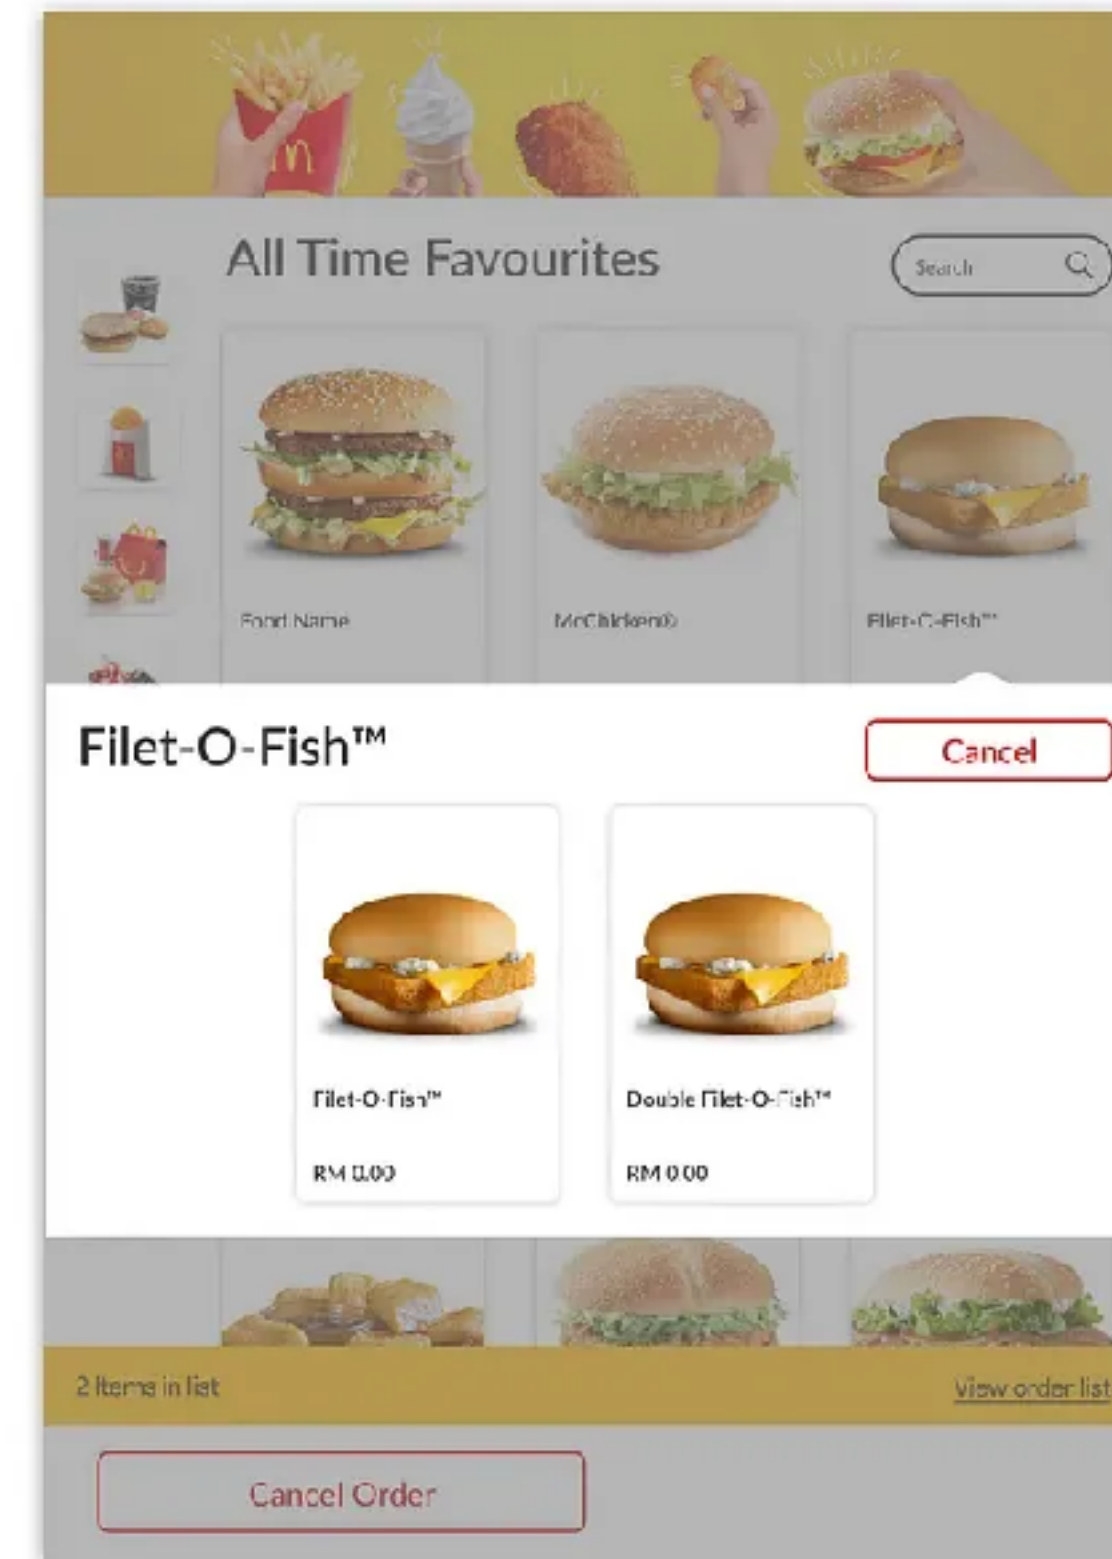 All Time Favourites
Search
Food Name
McChicken®
Filet-O-Fish™
Filet-O-Fish™
Cancel
Filet-O-Fish™
Double Filet-O-Fish™
RM 0.00
RM 0.00
2 Items in list
View order list
Cancel Order